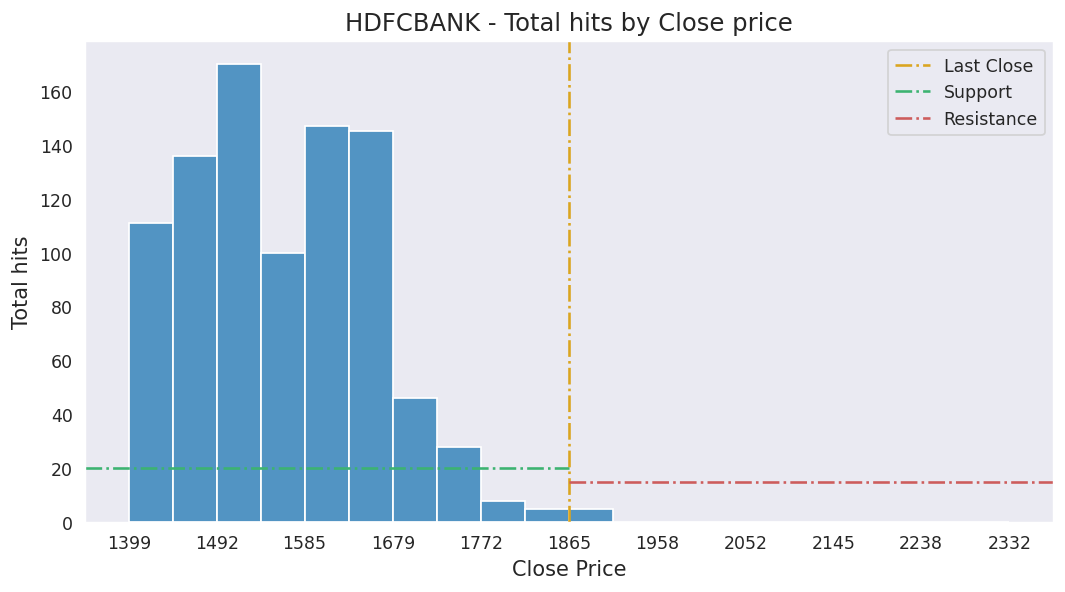 HDFCBANK - Total hits by Close price
Last Close
Support
Resistance
Total hits
160
140
120
100
80
60
40
20
0
1399 1492 1585 1679 1772 1865 1958 2052 2145 2238 2332
Close Price